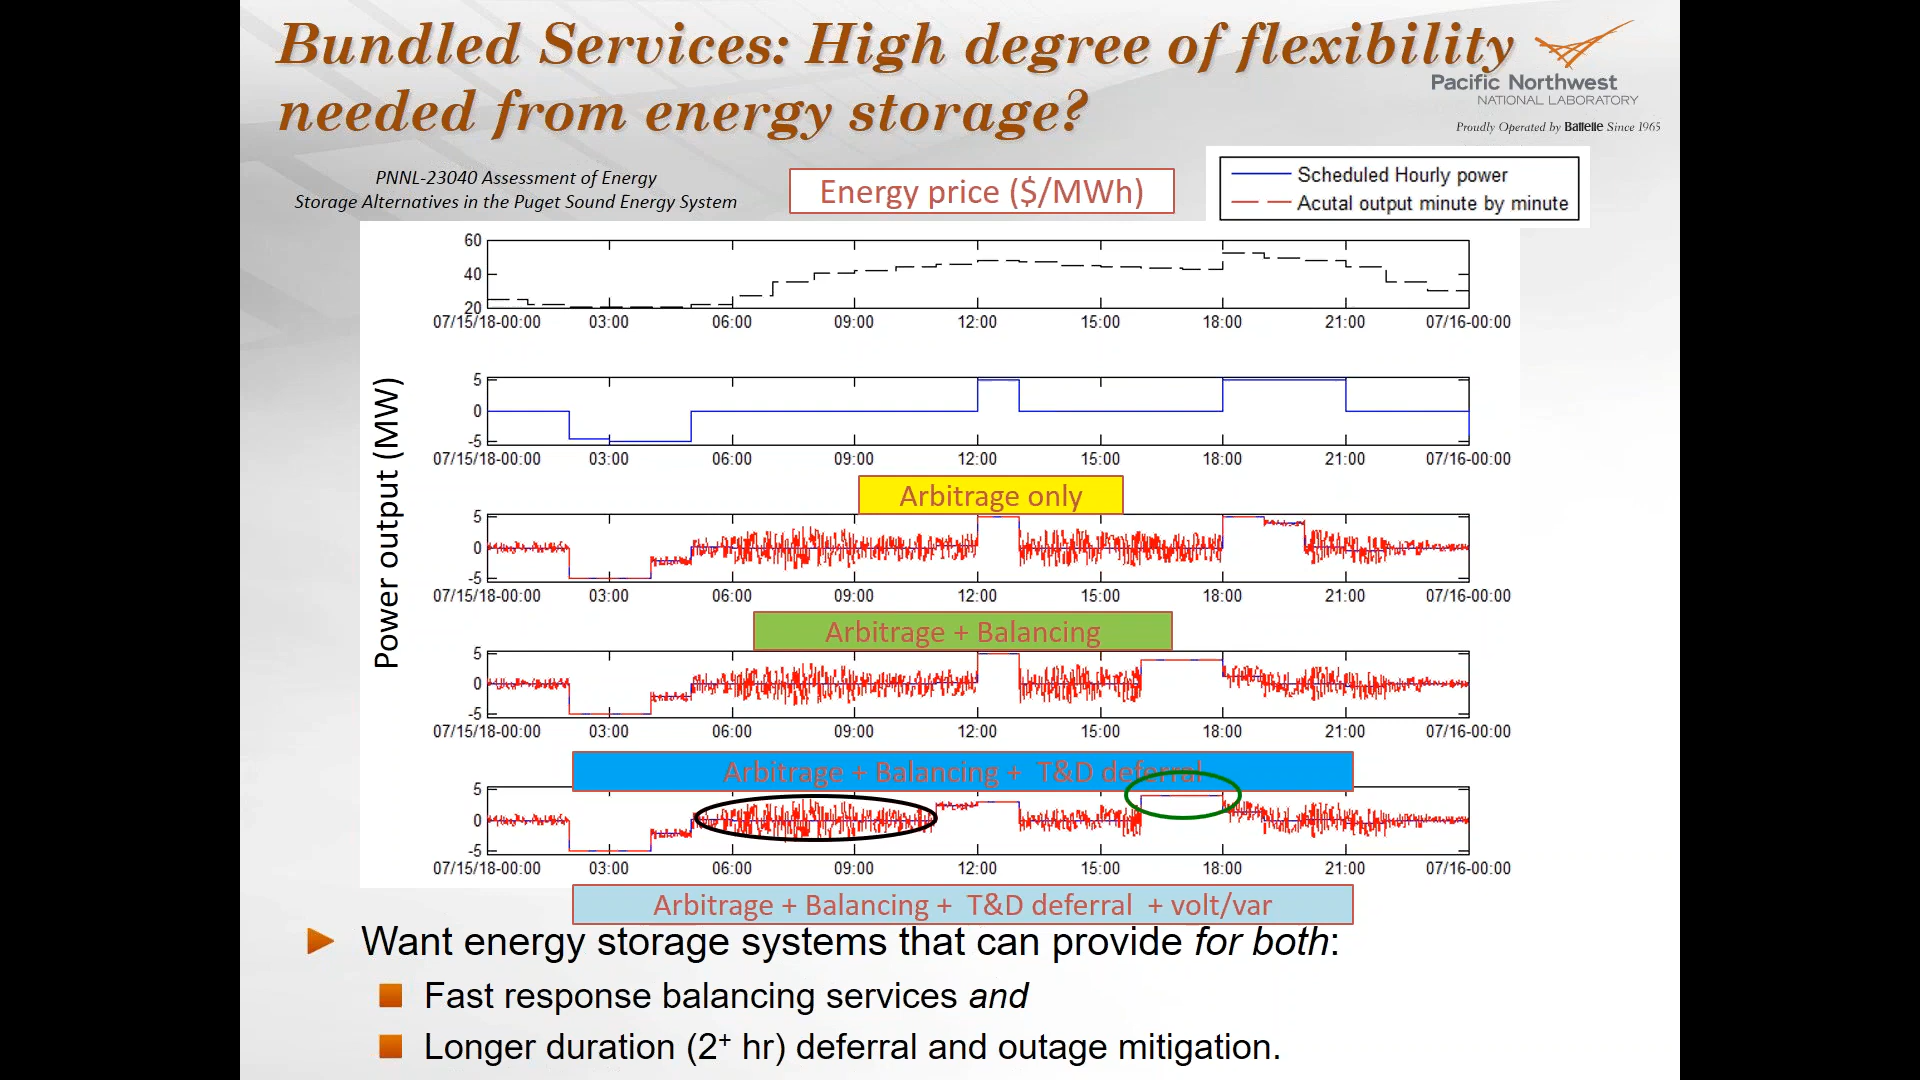 Bundled Services: High degree of flexibility
needed from energy storage?
Pacific Northwest
NATIONAL LABORATORY
Proudly Operated by Battelle Since 1965
PNNL-23040 Assessment of Energy
Storage Alternatives in the Puget Sound Energy System
Energy price ($/MWh)
Scheduled Hourly power
Acutal output minute by minute
Power output (MW)
60
40
20
07/15/18-00:00 03:00 06:00 09:00 12:00 15:00 18:00 21:00 07/16-00:00
5
0
-5
07/15/18-00:00 03:00 06:00 09:00 12:00 15:00 18:00 21:00 07/16-00:00
Arbitrage only
5
0
-5
07/15/18-00:00 03:00 06:00 09:00 12:00 15:00 18:00 21:00 07/16-00:00
Arbitrage + Balancing
5
0
-5
07/15/18-00:00 03:00 06:00 09:00 12:00 15:00 18:00 21:00 07/16-00:00
Arbitrage + Balancing + T&D deferral
5
0
-5
07/15/18-00:00 03:00 06:00 09:00 12:00 15:00 18:00 21:00 07/16-00:00
Arbitrage + Balancing + T&D deferral + volt/var
Want energy storage systems that can provide for both:
Fast response balancing services and
Longer duration (2+ hr) deferral and outage mitigation.